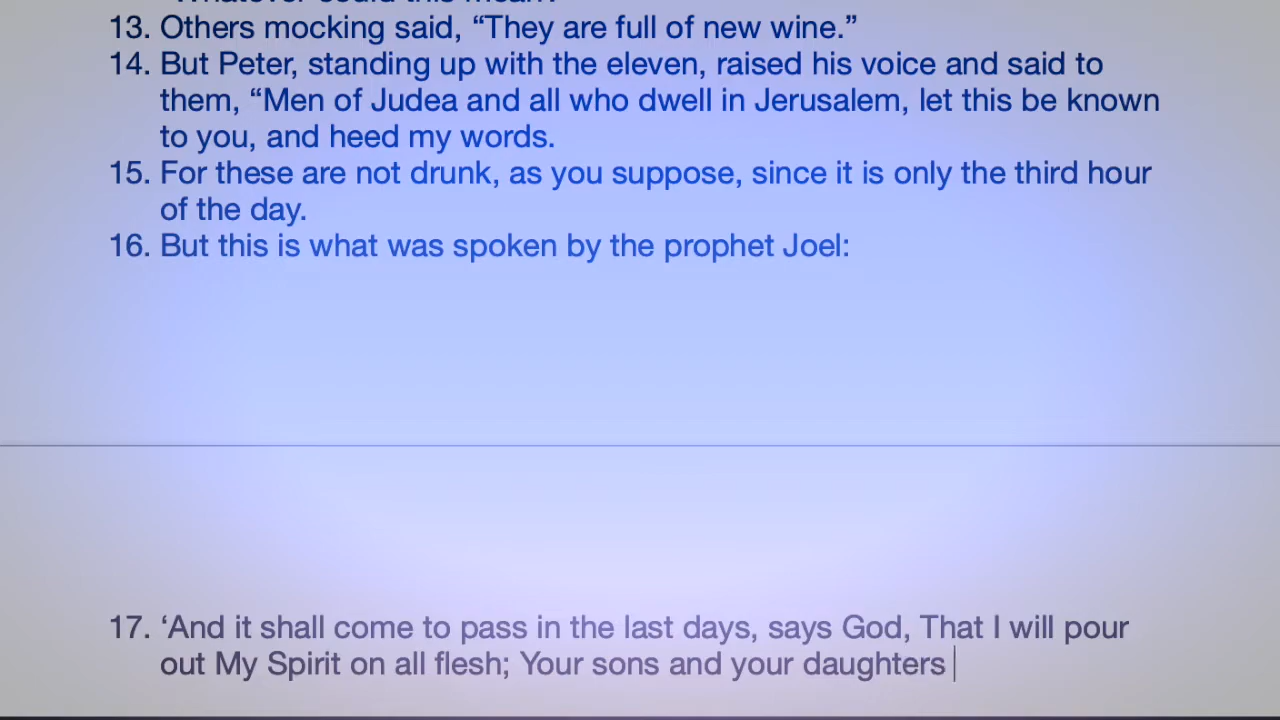 13. Others mocking said, “They are full of new wine.”
14. But Peter, standing up with the eleven, raised his voice and said to
them, “Men of Judea and all who dwell in Jerusalem, let this be known
to you, and heed my words.
15. For these are not drunk, as you suppose, since it is only the third hour
of the day.
16. But this is what was spoken by the prophet Joel:
17. ‘And it shall come to pass in the last days, says God, That I will pour
out My Spirit on all flesh; Your sons and your daughters